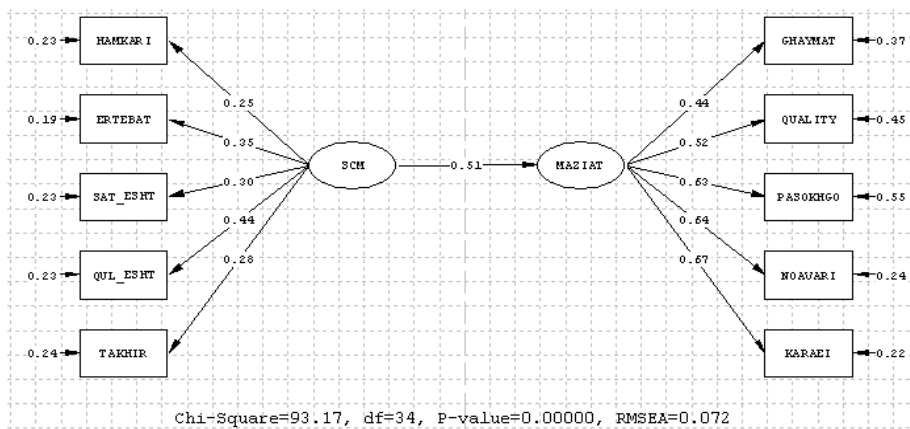 0.23 HAMKARI GHAYMAT 0.37
0.25 0.44
0.19 ERTEBAT QUALITY 0.45
0.35 0.52
SCM 0.51 MAZIAT
0.23 SAT_ESHT 0.30 0.63 PASOKHGO 0.55
0.44 0.64
0.23 QUL_ESHT 0.28 0.67 NOAVARI 0.24
0.24 TAKHIR KARAEI 0.22
Chi-Square=93.17, df=34, P-value=0.00000, RMSEA=0.072